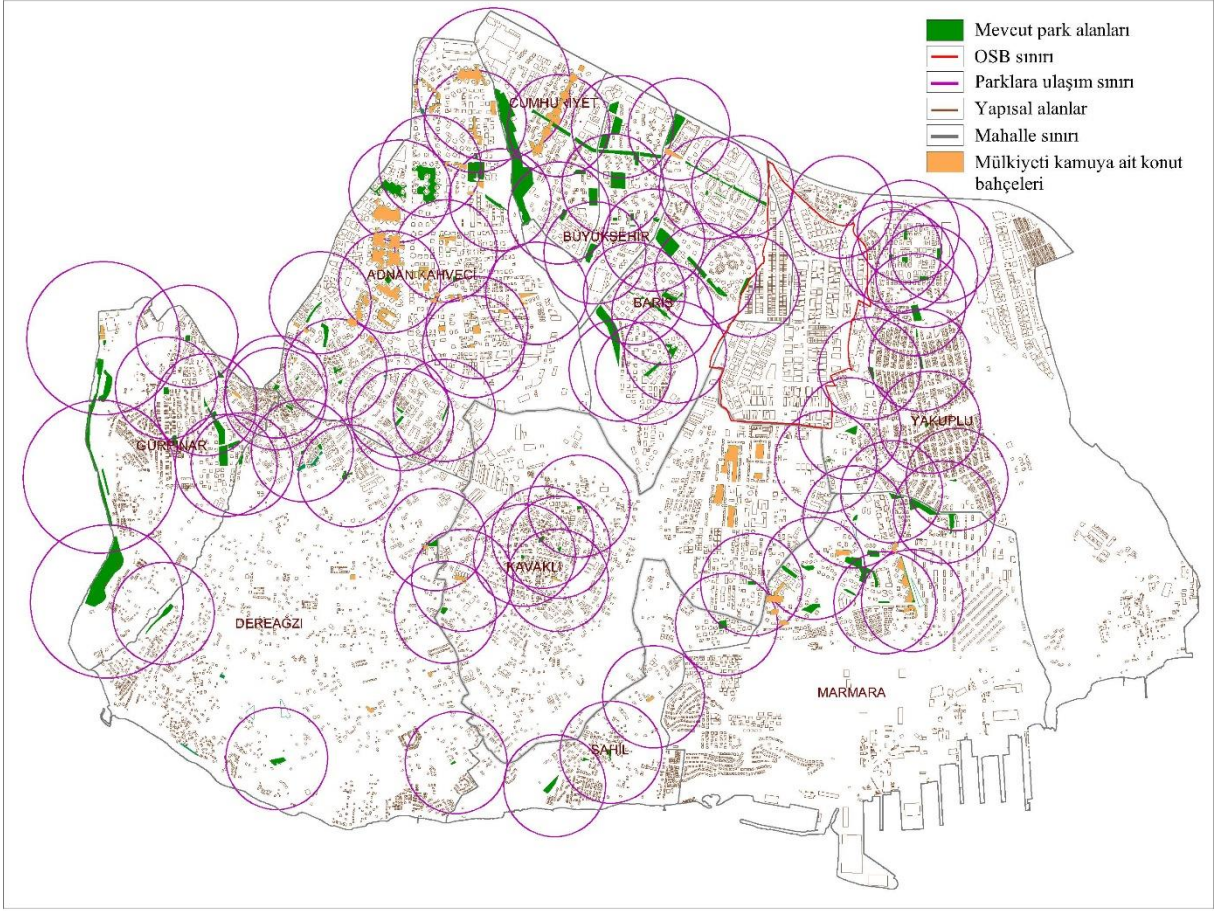 Mevcut park alanları
OSB sınırı
Parklara ulaşım sınırı
Yapısal alanlar
Mahalle sınırı
Mülkiyeti kamuya ait konut
bahçeleri
CUMHURİYET
BÜYÜKŞEHİR
ADNAN KAHVECİ
BARIŞ
GÜRPINAR
YAKUPLU
KAVAKLI
DEREAĞZI
MARMARA
SAHİL